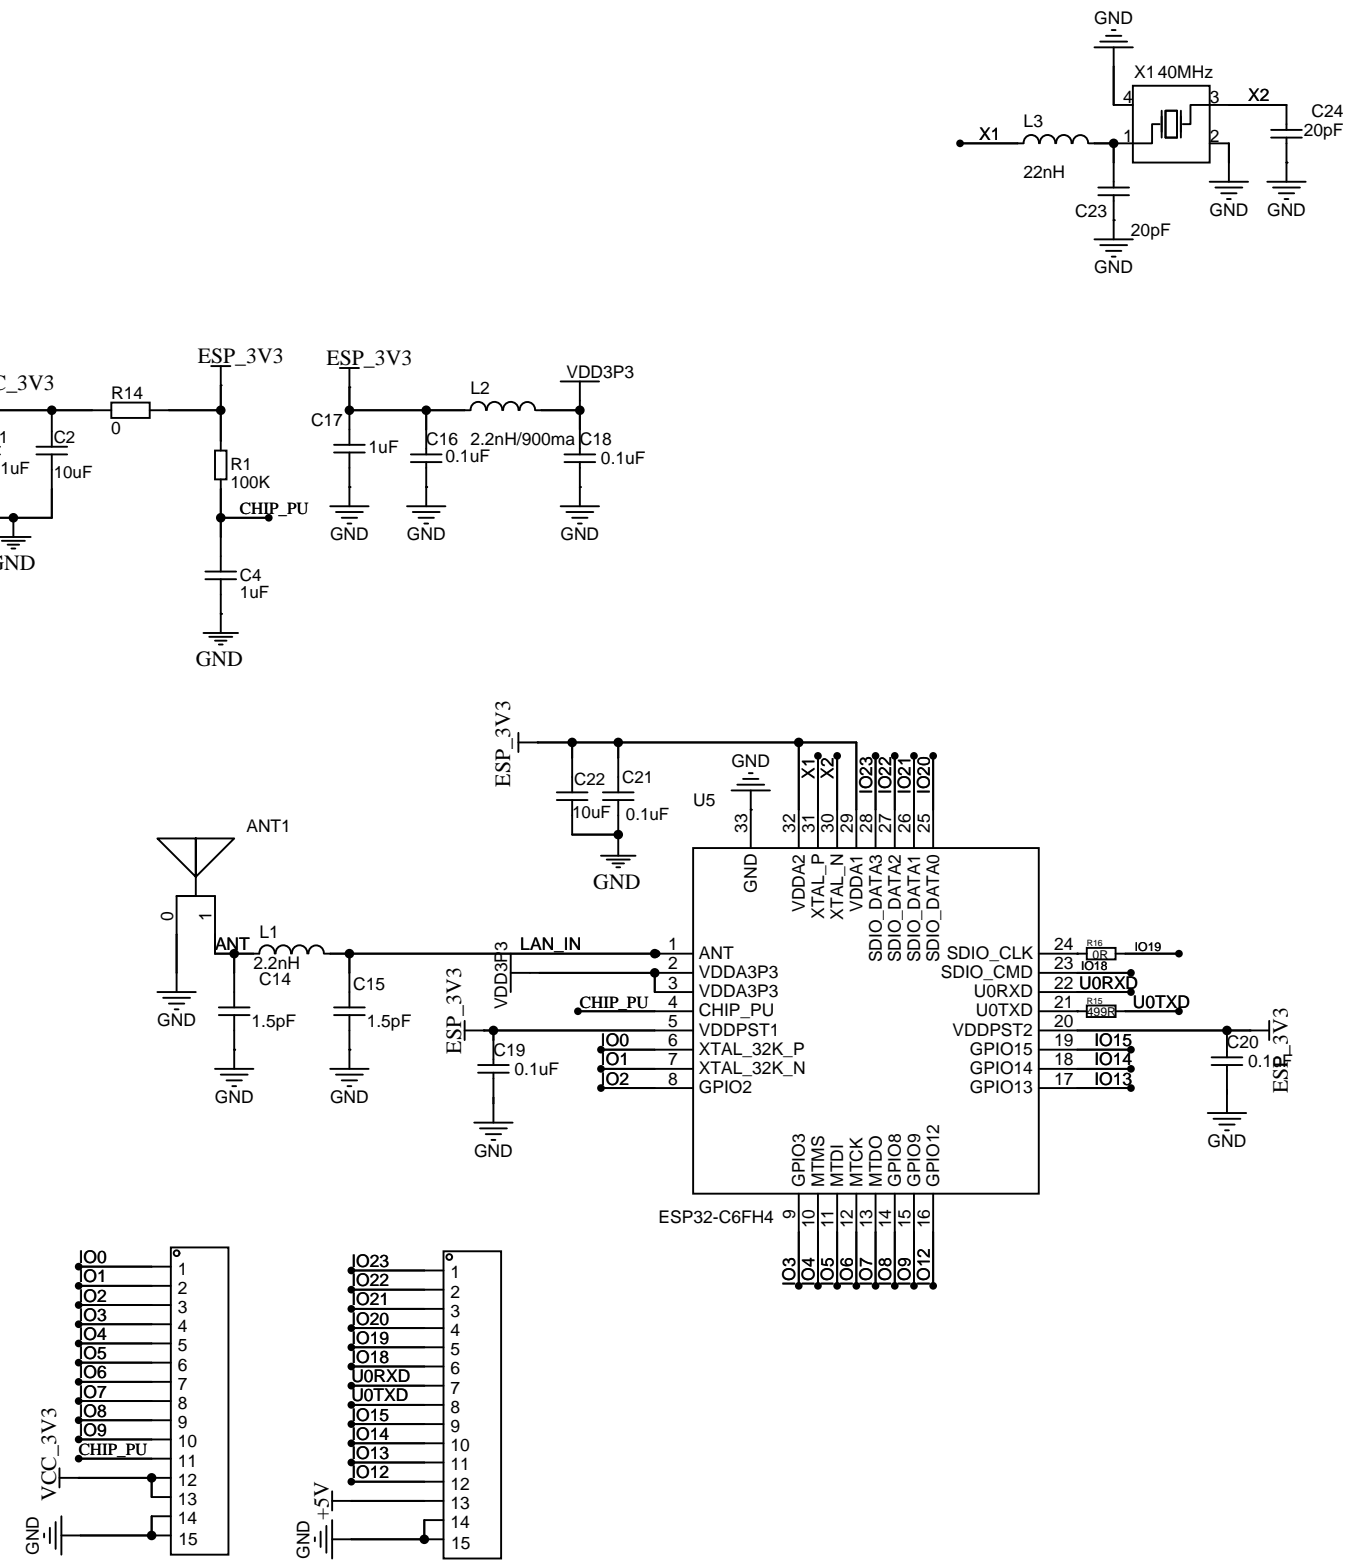 GND
X1 40MHz
4
3
X2
C24
20pF
L3
X1
1
2
22nH
C23
20pF
GND
GND
GND
ESP_3V3
ESP_3V3
VDD3P3
C_3V3
R14
0
L2
C17
1uF
C16
0.1uF
2.2nH/900ma
C18
0.1uF
1
1uF
C2
10uF
R1
100K
CHIP_PU
GND
GND
GND
GND
C4
1uF
GND
ESP_3V3
C22
10uF
C21
0.1uF
GND
GND
U5
X1
X2
IO23
IO22
IO21
IO20
33
32
31
30
29
28
27
26
25
GND
VDDA2
XTAL_P
XTAL_N
VDDA1
SDIO_DATA3
SDIO_DATA2
SDIO_DATA1
SDIO_DATA0
ANT1
0
1
ANT
L1
2.2nH
C14
1.5pF
C15
1.5pF
GND
GND
GND
LAN_IN
VDD3P3
ESP_3V3
CHIP_PU
C19
0.1uF
GND
IO0
IO1
IO2
1 ANT
2 VDDA3P3
3 VDDA3P3
4 CHIP_PU
5 VDDPST1
6 XTAL_32K_P
7 XTAL_32K_N
8 GPIO2
SDIO_CLK 24 R16 0R IO19
SDIO_CMD 23 IO18
U0RXD 22 U0RXD
U0TXD 21 R15 499R U0TXD
VDDPST2 20
GPIO15 19 IO15
GPIO14 18 IO14
GPIO13 17 IO13
C20
ESP_3V3
GND
GPIO3
MTMS
MTDI
MTCK
MTDO
GPIO8
GPIO9
GPIO12
ESP32-C6FH4
9
10
11
12
13
14
15
16
IO3
IO4
IO5
IO6
IO7
IO8
IO9
IO12
IO0 1
IO1 2
IO2 3
IO3 4
IO4 5
IO5 6
IO6 7
IO7 8
IO8 9
IO9 10
CHIP_PU 11
VCC_3V3 12
13
14
GND 15
IO23 1
IO22 2
IO21 3
IO20 4
IO19 5
IO18 6
U0RXD 7
U0TXD 8
IO15 9
IO14 10
IO13 11
IO12 12
+5V 13
14
GND 15